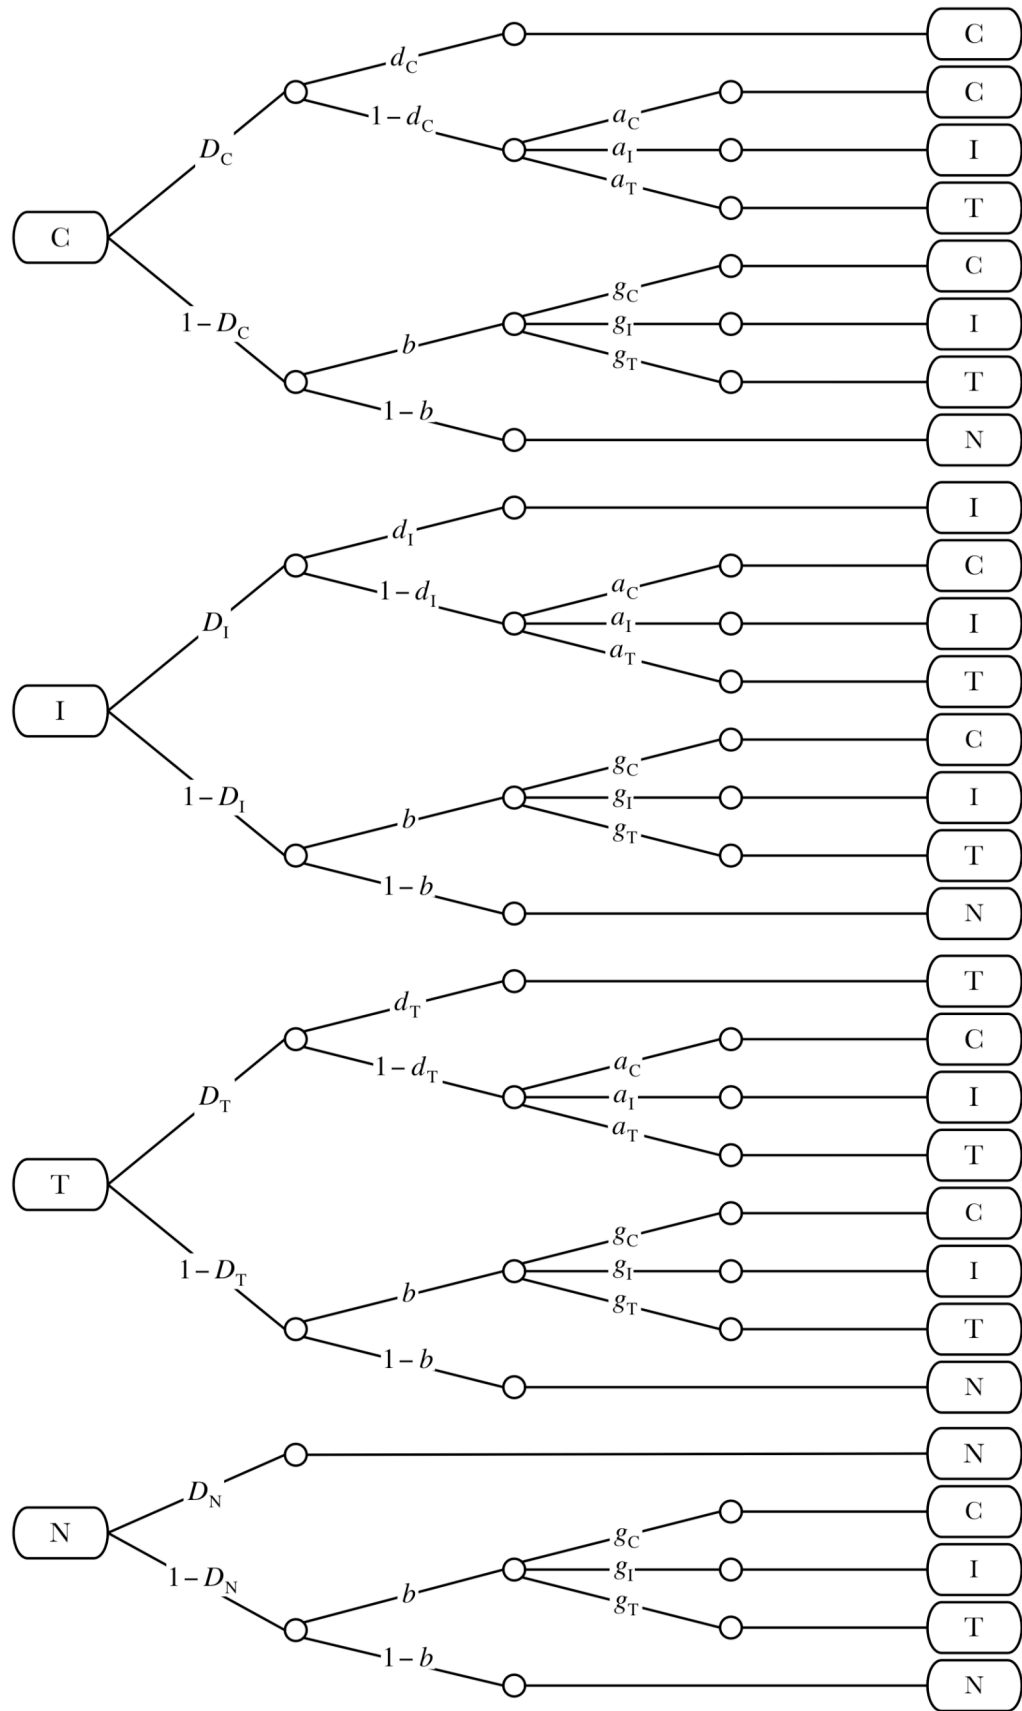 C
d_C
C
1−d_C
a_C
D_C
a_I
I
a_T
T
C
g_C
C
1−D_C
g_I
I
b
g_T
T
1−b
N
I
d_I
C
1−d_I
a_C
D_I
a_I
I
a_T
T
I
g_C
C
1−D_I
g_I
I
b
g_T
T
1−b
N
T
d_T
C
1−d_T
a_C
D_T
a_I
I
a_T
T
T
g_C
C
1−D_T
g_I
I
b
g_T
T
1−b
N
N
D_N
C
N
g_C
1−D_N
g_I
I
b
g_T
T
1−b
N